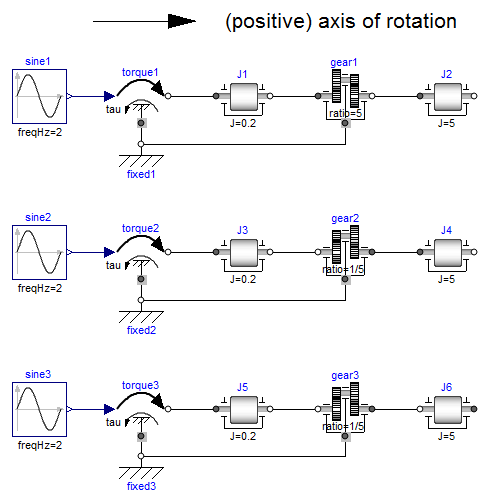 (positive) axis of rotation
sine1
torque1
J1
gear1
J2
tau
ratio=5
freqHz=2
J=0.2
J=5
fixed1
sine2
torque2
J3
gear2
J4
tau
ratio=1/5
freqHz=2
J=0.2
J=5
fixed2
sine3
torque3
J5
gear3
J6
tau
ratio=1/5
freqHz=2
J=0.2
J=5
fixed3